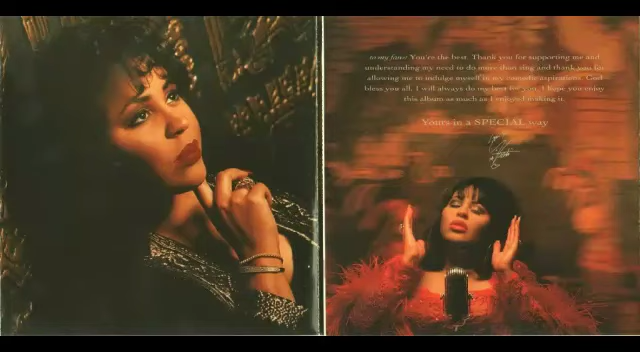 to my fans: You're the best. Thank you for supporting me and
understanding my need to do more than sing and thank you for
allowing me to indulge myself in my comedic aspirations. God
bless you all. I will always do my best for you. I hope you enjoy
this album as much as I enjoyed making it.
Yours in a SPECIAL way